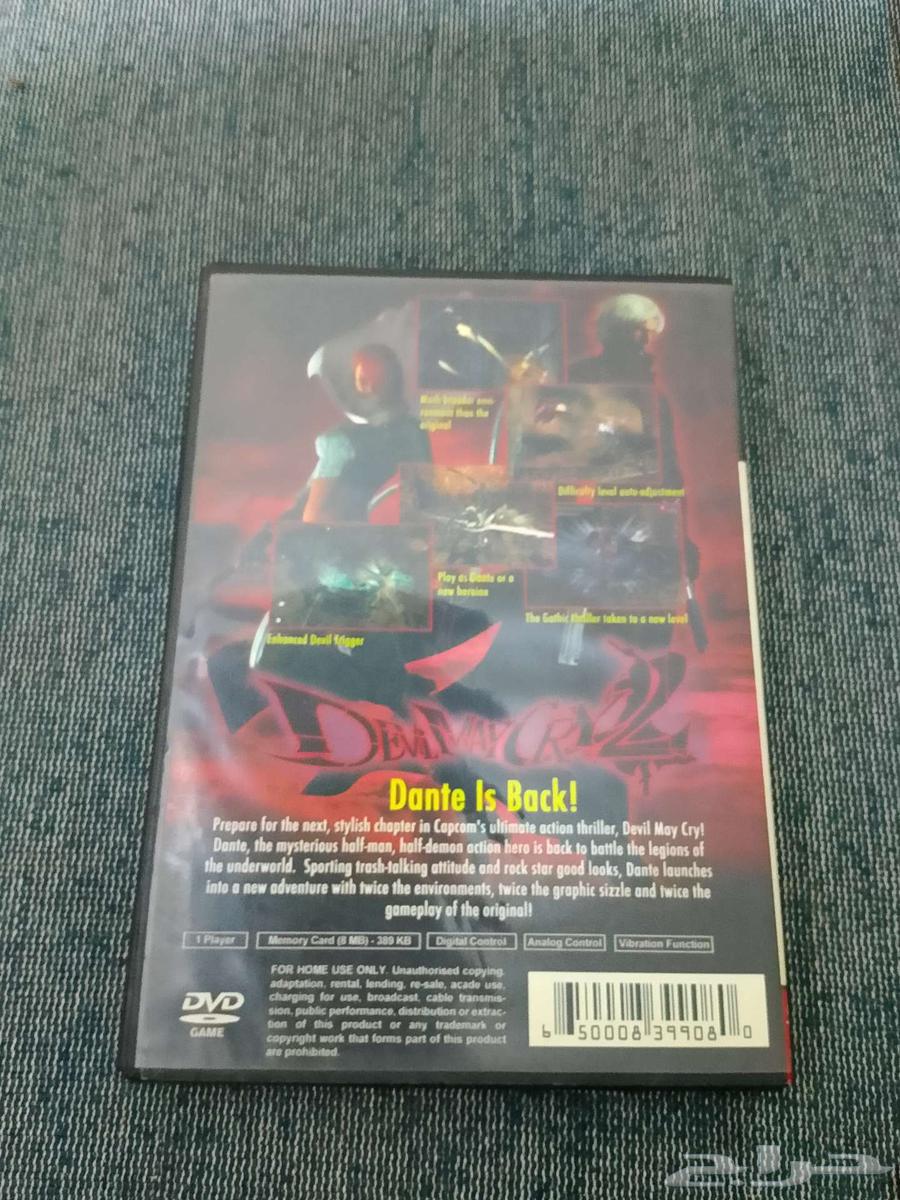 Much broader envi-
ronment than the
original
Difficulty level auto-adjustment
Play as Dante or a
new heroine
The Gothic thriller taken to a new level
Enhanced Devil Trigger
DEVIL MAY CRY 2
Dante Is Back!
Prepare for the next, stylish chapter in Capcom's ultimate action thriller, Devil May Cry!
Dante, the mysterious half-man, half-demon action hero is back to battle the legions of
the underworld. Sporting trash-talking attitude and rock star good looks, Dante launches
into a new adventure with twice the environments, twice the graphic sizzle and twice the
gameplay of the original!
1 Player
Memory Card (8 MB) - 389 KB
Digital Control
Analog Control
Vibration Function
DVD
GAME
FOR HOME USE ONLY. Unauthorised copying,
adaptation, rental, lending, re-sale, acade use,
charging for use, broadcast, cable transmis-
sion, public performance, distribution or extrac-
tion of this product or any trademark or
copyright work that forms part of this product
are prohibited.
6 50008 39908 0
حراج